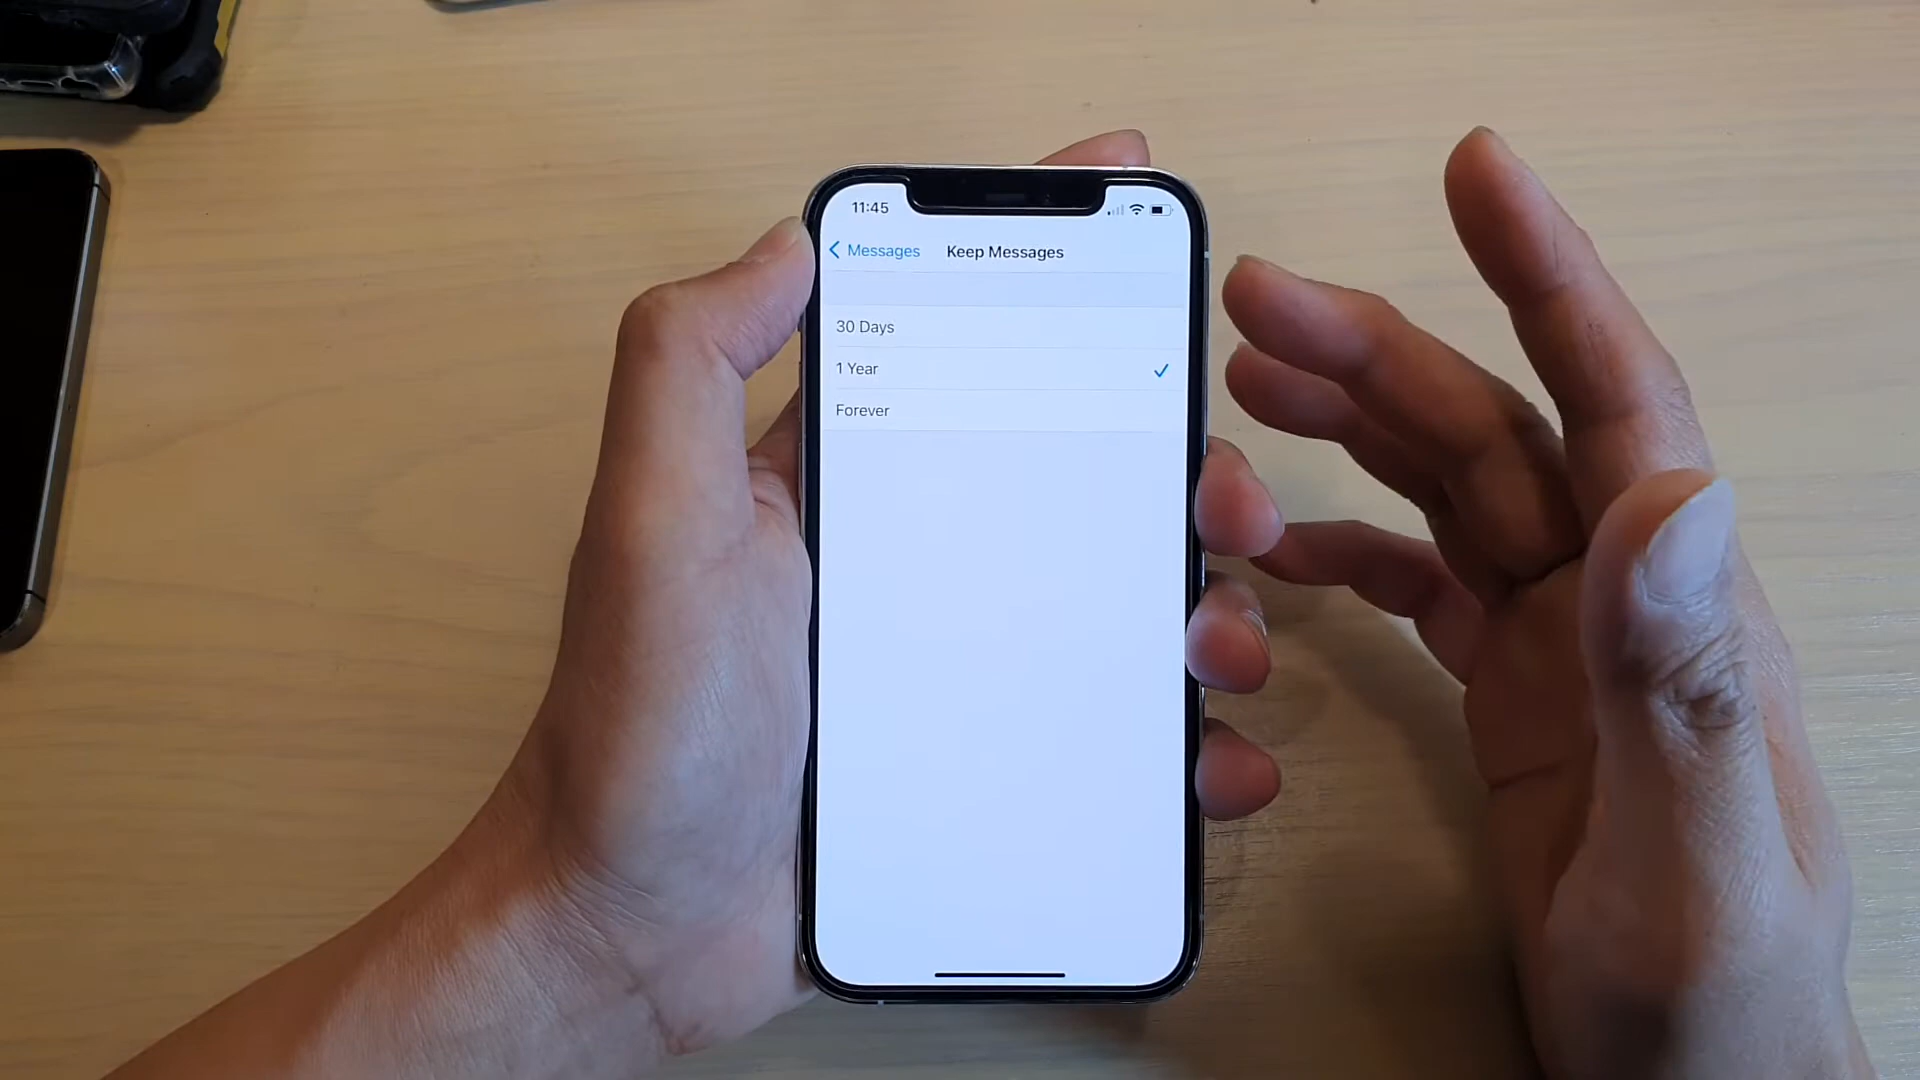 11:45
Messages
Keep Messages
30 Days
1 Year
Forever